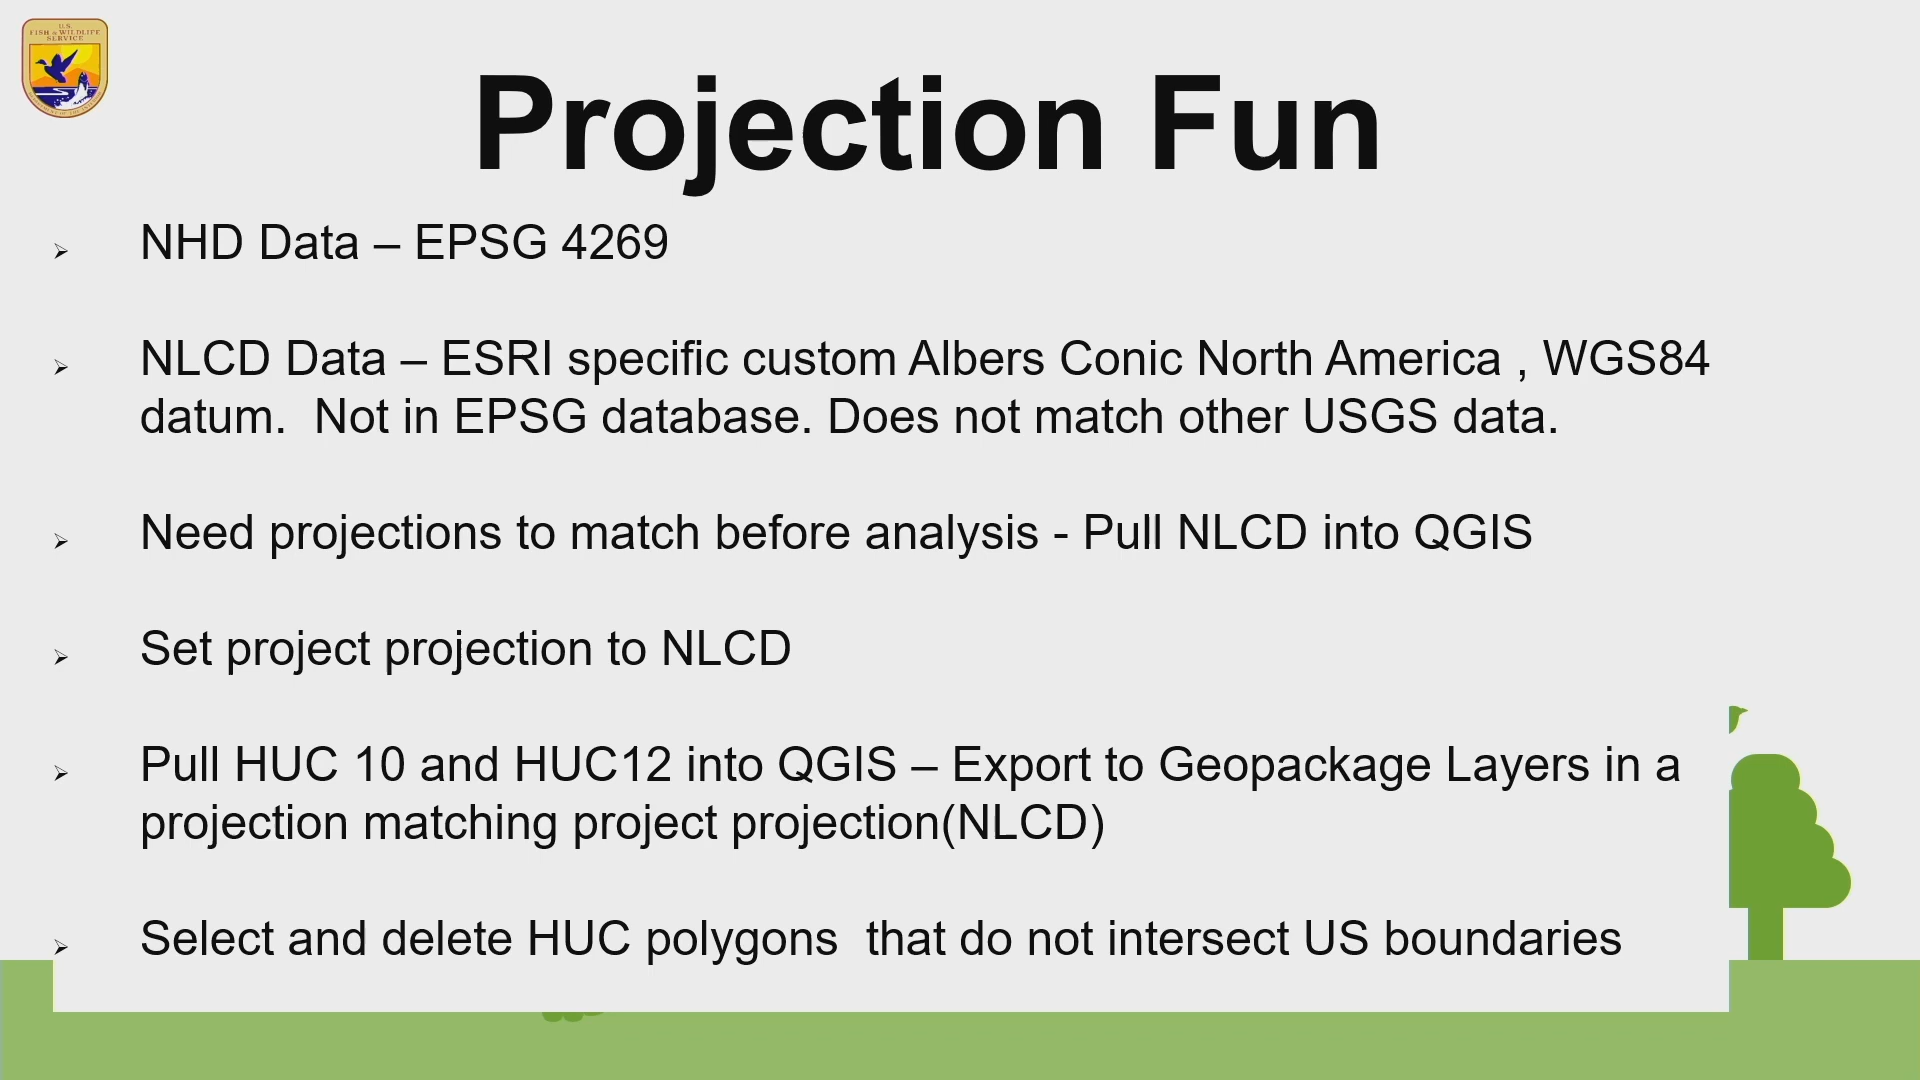 U.S.
FISH & WILDLIFE
SERVICE
Projection Fun
➢ NHD Data – EPSG 4269
➢ NLCD Data – ESRI specific custom Albers Conic North America , WGS84
datum.  Not in EPSG database. Does not match other USGS data.
➢ Need projections to match before analysis - Pull NLCD into QGIS
➢ Set project projection to NLCD
➢ Pull HUC 10 and HUC12 into QGIS – Export to Geopackage Layers in a
projection matching project projection(NLCD)
➢ Select and delete HUC polygons  that do not intersect US boundaries